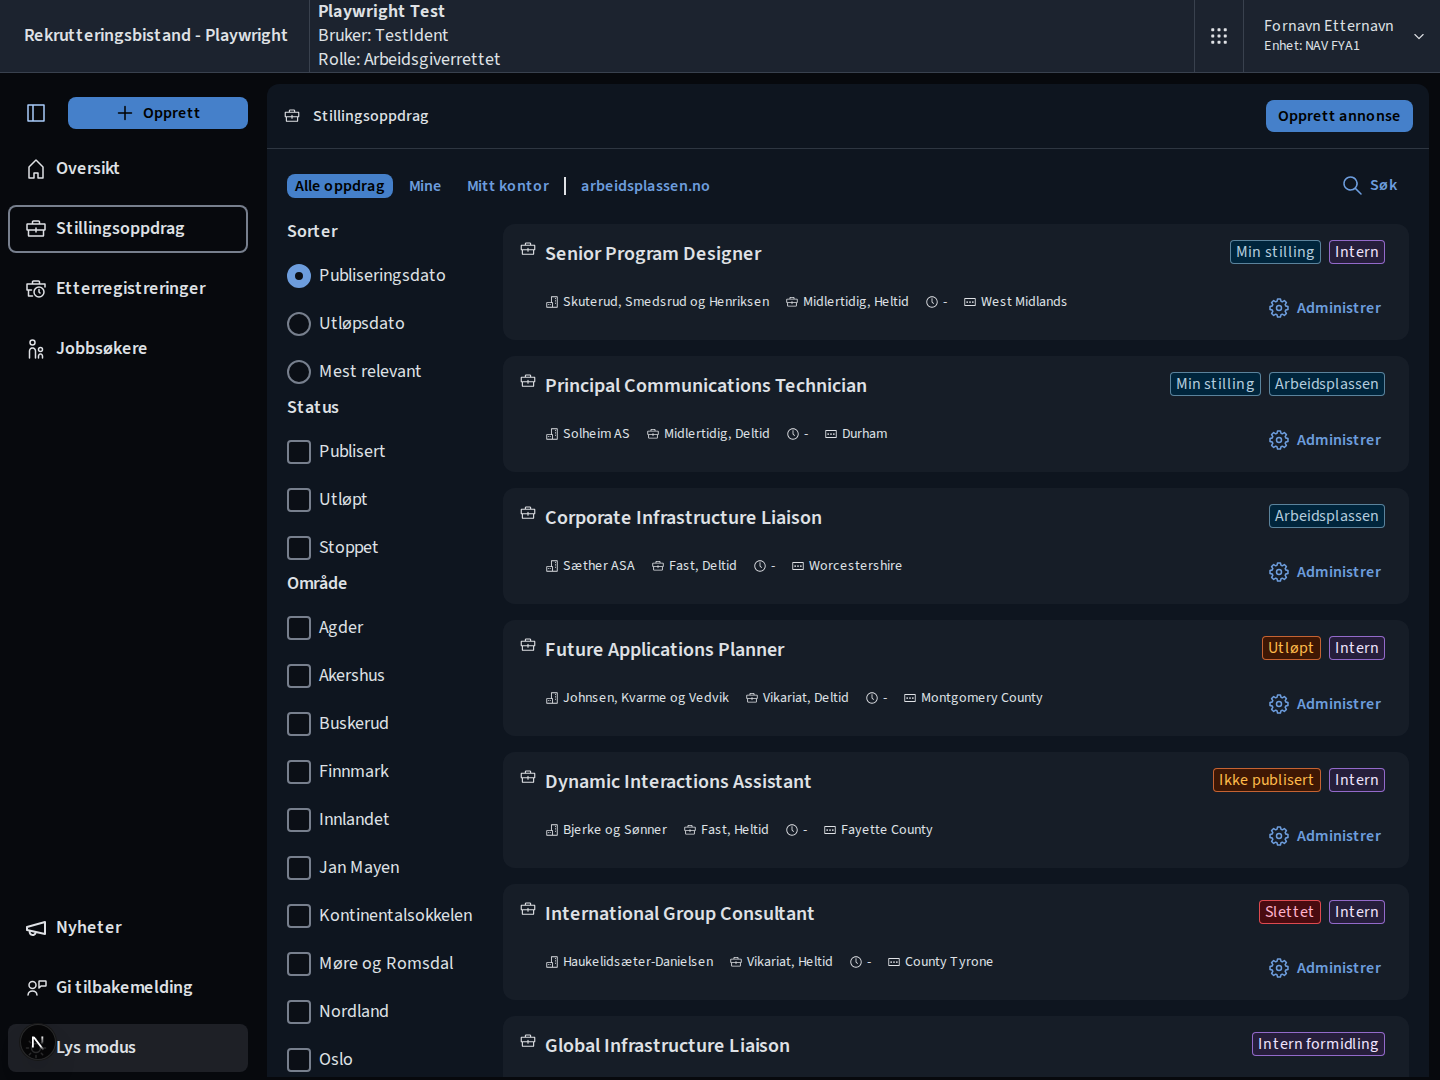 Rekrutteringsbistand - Playwright
Playwright Test
Bruker: TestIdent
Rolle: Arbeidsgiverrettet
Fornavn Etternavn
Enhet: NAV FYA1
Opprett
Oversikt
Stillingsoppdrag
Etterregistreringer
Jobbsøkere
Nyheter
Gi tilbakemelding
N
Lys modus
Stillingsoppdrag
Opprett annonse
Alle oppdrag
Mine
Mitt kontor
arbeidsplassen.no
Søk
Sorter
Publiseringsdato
Utløpsdato
Mest relevant
Status
Publisert
Utløpt
Stoppet
Område
Agder
Akershus
Buskerud
Finnmark
Innlandet
Jan Mayen
Kontinentalsokkelen
Møre og Romsdal
Nordland
Oslo
Senior Program Designer
Min stilling
Intern
Skuterud, Smedsrud og Henriksen
Midlertidig, Heltid
-
West Midlands
Administrer
Principal Communications Technician
Min stilling
Arbeidsplassen
Solheim AS
Midlertidig, Deltid
-
Durham
Administrer
Corporate Infrastructure Liaison
Arbeidsplassen
Sæther ASA
Fast, Deltid
-
Worcestershire
Administrer
Future Applications Planner
Utløpt
Intern
Johnsen, Kvarme og Vedvik
Vikariat, Deltid
-
Montgomery County
Administrer
Dynamic Interactions Assistant
Ikke publisert
Intern
Bjerke og Sønner
Fast, Heltid
-
Fayette County
Administrer
International Group Consultant
Slettet
Intern
Haukelidsæter-Danielsen
Vikariat, Heltid
-
County Tyrone
Administrer
Global Infrastructure Liaison
Intern formidling